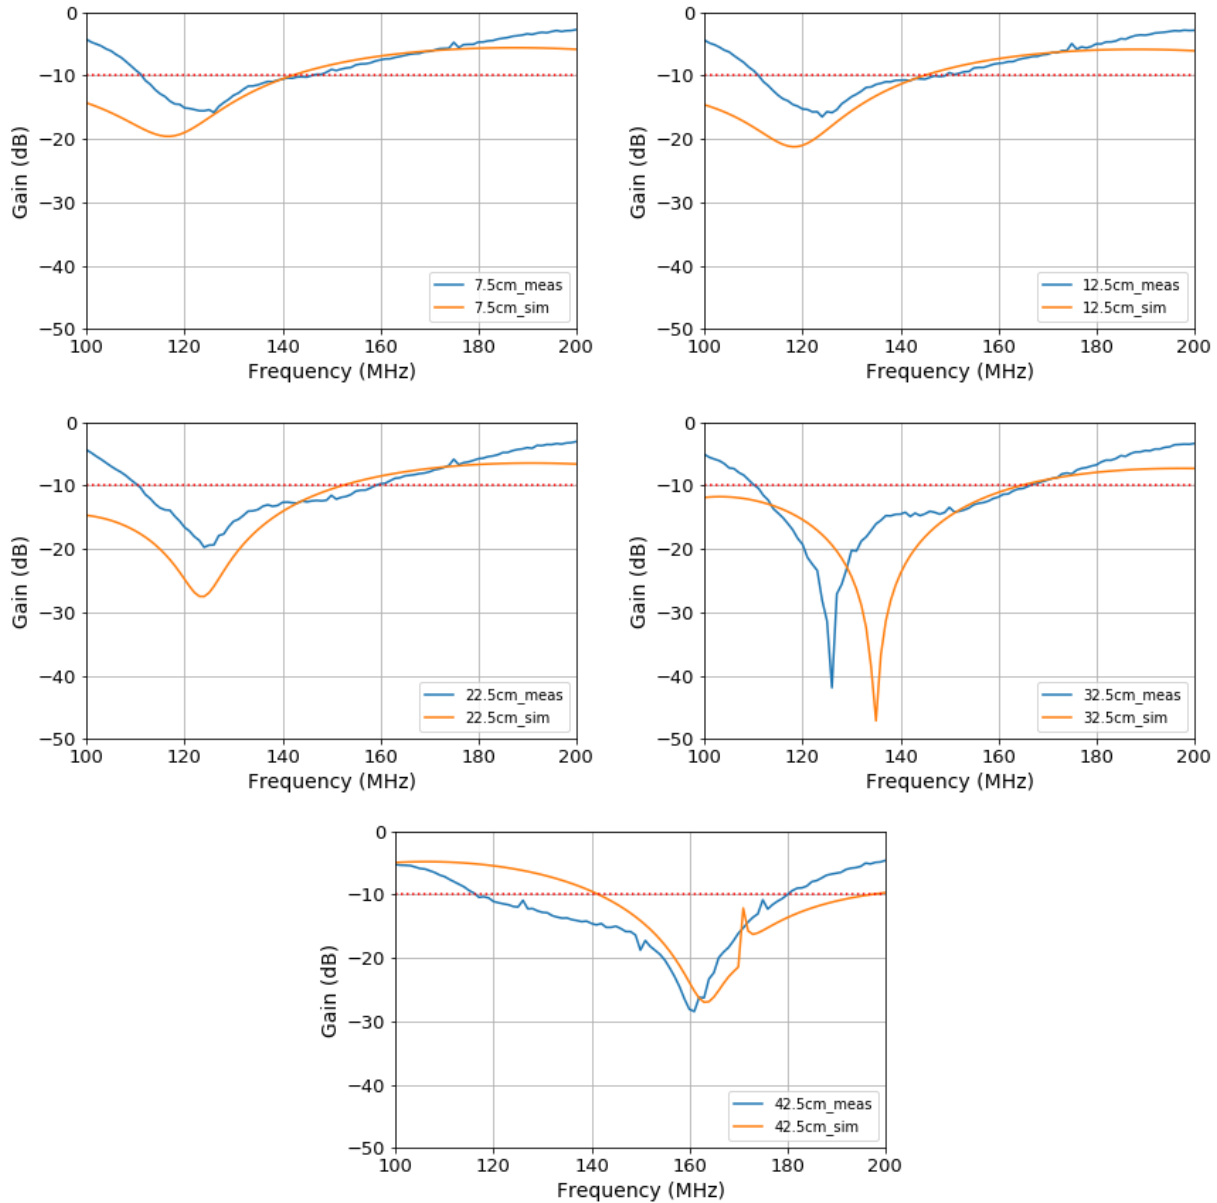 0
−10
−20
−30
−40
−50
Gain (dB)
7.5cm_meas
7.5cm_sim
100 120 140 160 180 200
Frequency (MHz)
0
−10
−20
−30
−40
−50
Gain (dB)
12.5cm_meas
12.5cm_sim
100 120 140 160 180 200
Frequency (MHz)
0
−10
−20
−30
−40
−50
Gain (dB)
22.5cm_meas
22.5cm_sim
100 120 140 160 180 200
Frequency (MHz)
0
−10
−20
−30
−40
−50
Gain (dB)
32.5cm_meas
32.5cm_sim
100 120 140 160 180 200
Frequency (MHz)
0
−10
−20
−30
−40
−50
Gain (dB)
42.5cm_meas
42.5cm_sim
100 120 140 160 180 200
Frequency (MHz)